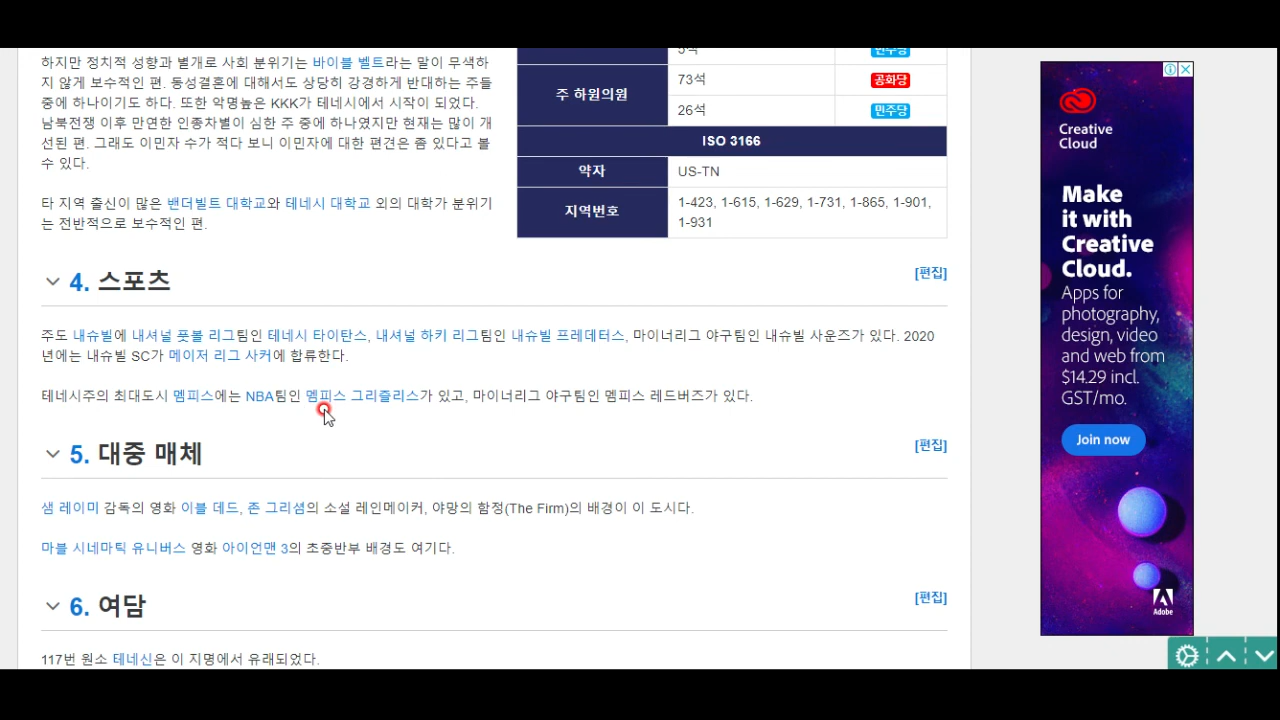 하지만 정치적 성향과 별개로 사회 분위기는 바이블 벨트라는 말이 무색하
지 않게 보수적인 편. 동성결혼에 대해서도 상당히 강경하게 반대하는 주들
중에 하나이기도 하다. 또한 악명높은 KKK가 테네시에서 시작이 되었다.
남북전쟁 이후 만연한 인종차별이 심한 주 중에 하나였지만 현재는 많이 개
선된 편. 그래도 이민자 수가 적다 보니 이민자에 대한 편견은 좀 있다고 볼
수 있다.
타 지역 출신이 많은 밴더빌트 대학교와 테네시 대학교 외의 대학가 분위기
는 전반적으로 보수적인 편.
5석 민주당
주 하원의원
73석 공화당
26석 민주당
ISO 3166
약자 US-TN
지역번호
1-423, 1-615, 1-629, 1-731, 1-865, 1-901,
1-931
4. 스포츠 [편집]
주도 내슈빌에 내셔널 풋볼 리그팀인 테네시 타이탄스, 내셔널 하키 리그팀인 내슈빌 프레데터스, 마이너리그 야구팀인 내슈빌 사운즈가 있다. 2020
년에는 내슈빌 SC가 메이저 리그 사커에 합류한다.
테네시주의 최대도시 멤피스에는 NBA팀인 멤피스 그리즐리스가 있고, 마이너리그 야구팀인 멤피스 레드버즈가 있다.
5. 대중 매체 [편집]
샘 레이미 감독의 영화 이블 데드, 존 그리셤의 소설 레인메이커, 야망의 함정(The Firm)의 배경이 이 도시다.
마블 시네마틱 유니버스 영화 아이언맨 3의 초중반부 배경도 여기다.
6. 여담 [편집]
117번 원소 테네신은 이 지명에서 유래되었다.
Creative
Cloud
Make
it with
Creative
Cloud.
Apps for
photography,
design, video
and web from
$14.29 incl.
GST/mo.
Join now
Adobe